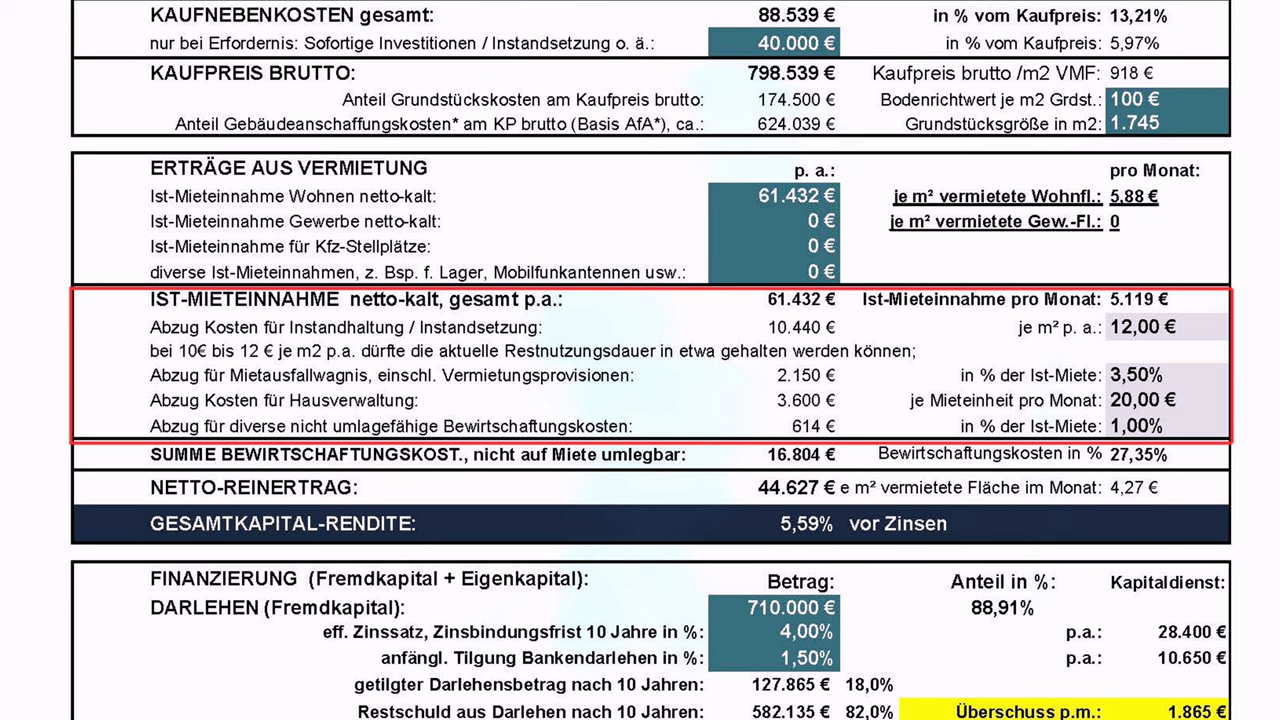 KAUFNEBENKOSTEN gesamt: 88.539 € in % vom Kaufpreis: 13,21%
nur bei Erfordernis: Sofortige Investitionen / Instandsetzung o. ä.: 40.000 € in % vom Kaufpreis: 5,97%
KAUFPREIS BRUTTO: 798.539 € Kaufpreis brutto /m2 VMF: 918 €
Anteil Grundstückskosten am Kaufpreis brutto: 174.500 € Bodenrichtwert je m2 Grdst.: 100 €
Anteil Gebäudeanschaffungskosten* am KP brutto (Basis AfA*), ca.: 624.039 € Grundstücksgröße in m2: 1.745
ERTRÄGE AUS VERMIETUNG p. a.: pro Monat:
Ist-Mieteinnahme Wohnen netto-kalt: 61.432 € je m² vermietete Wohnfl.: 5,88 €
Ist-Mieteinnahme Gewerbe netto-kalt: 0 € je m² vermietete Gew.-Fl.: 0
Ist-Mieteinnahme für Kfz-Stellplätze: 0 €
diverse Ist-Mieteinnahmen, z. Bsp. f. Lager, Mobilfunkantennen usw.: 0 €
IST-MIETEINNAHME netto-kalt, gesamt p.a.: 61.432 € Ist-Mieteinnahme pro Monat: 5.119 €
Abzug Kosten für Instandhaltung / Instandsetzung: 10.440 € je m² p. a.: 12,00 €
bei 10€ bis 12 € je m2 p.a. dürfte die aktuelle Restnutzungsdauer in etwa gehalten werden können;
Abzug für Mietausfallwagnis, einschl. Vermietungsprovisionen: 2.150 € in % der Ist-Miete: 3,50%
Abzug Kosten für Hausverwaltung: 3.600 € je Mieteinheit pro Monat: 20,00 €
Abzug für diverse nicht umlagefähige Bewirtschaftungskosten: 614 € in % der Ist-Miete: 1,00%
SUMME BEWIRTSCHAFTUNGSKOST., nicht auf Miete umlegbar: 16.804 € Bewirtschaftungskosten in % 27,35%
NETTO-REINERTRAG: 44.627 € e m² vermietete Fläche im Monat: 4,27 €
GESAMTKAPITAL-RENDITE: 5,59% vor Zinsen
FINANZIERUNG (Fremdkapital + Eigenkapital): Betrag: Anteil in %: Kapitaldienst:
DARLEHEN (Fremdkapital): 710.000 € 88,91%
eff. Zinssatz, Zinsbindungsfrist 10 Jahre in %: 4,00% p.a.: 28.400 €
anfängl. Tilgung Bankendarlehen in %: 1,50% p.a.: 10.650 €
getilgter Darlehensbetrag nach 10 Jahren: 127.865 € 18,0%
Restschuld aus Darlehen nach 10 Jahren: 582.135 € 82,0% Überschuss p.m.: 1.865 €